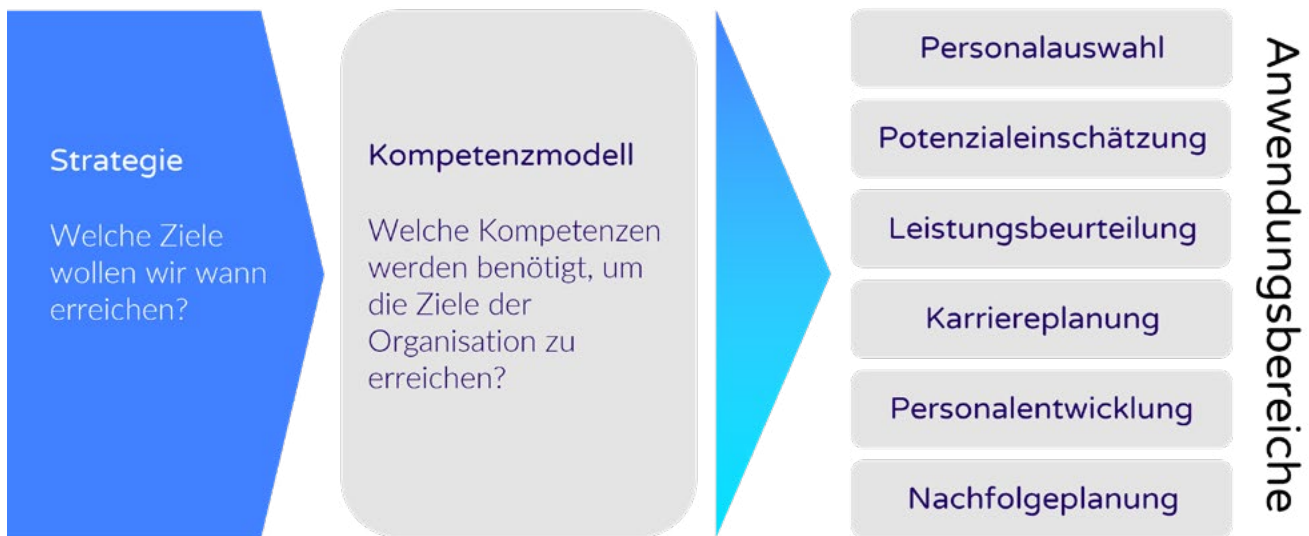 Strategie
Welche Ziele
wollen wir wann
erreichen?
Kompetenzmodell
Welche Kompetenzen
werden benötigt, um
die Ziele der
Organisation zu
erreichen?
Personalauswahl
Potenzialeinschätzung
Leistungsbeurteilung
Karriereplanung
Personalentwicklung
Nachfolgeplanung
Anwendungsbereiche